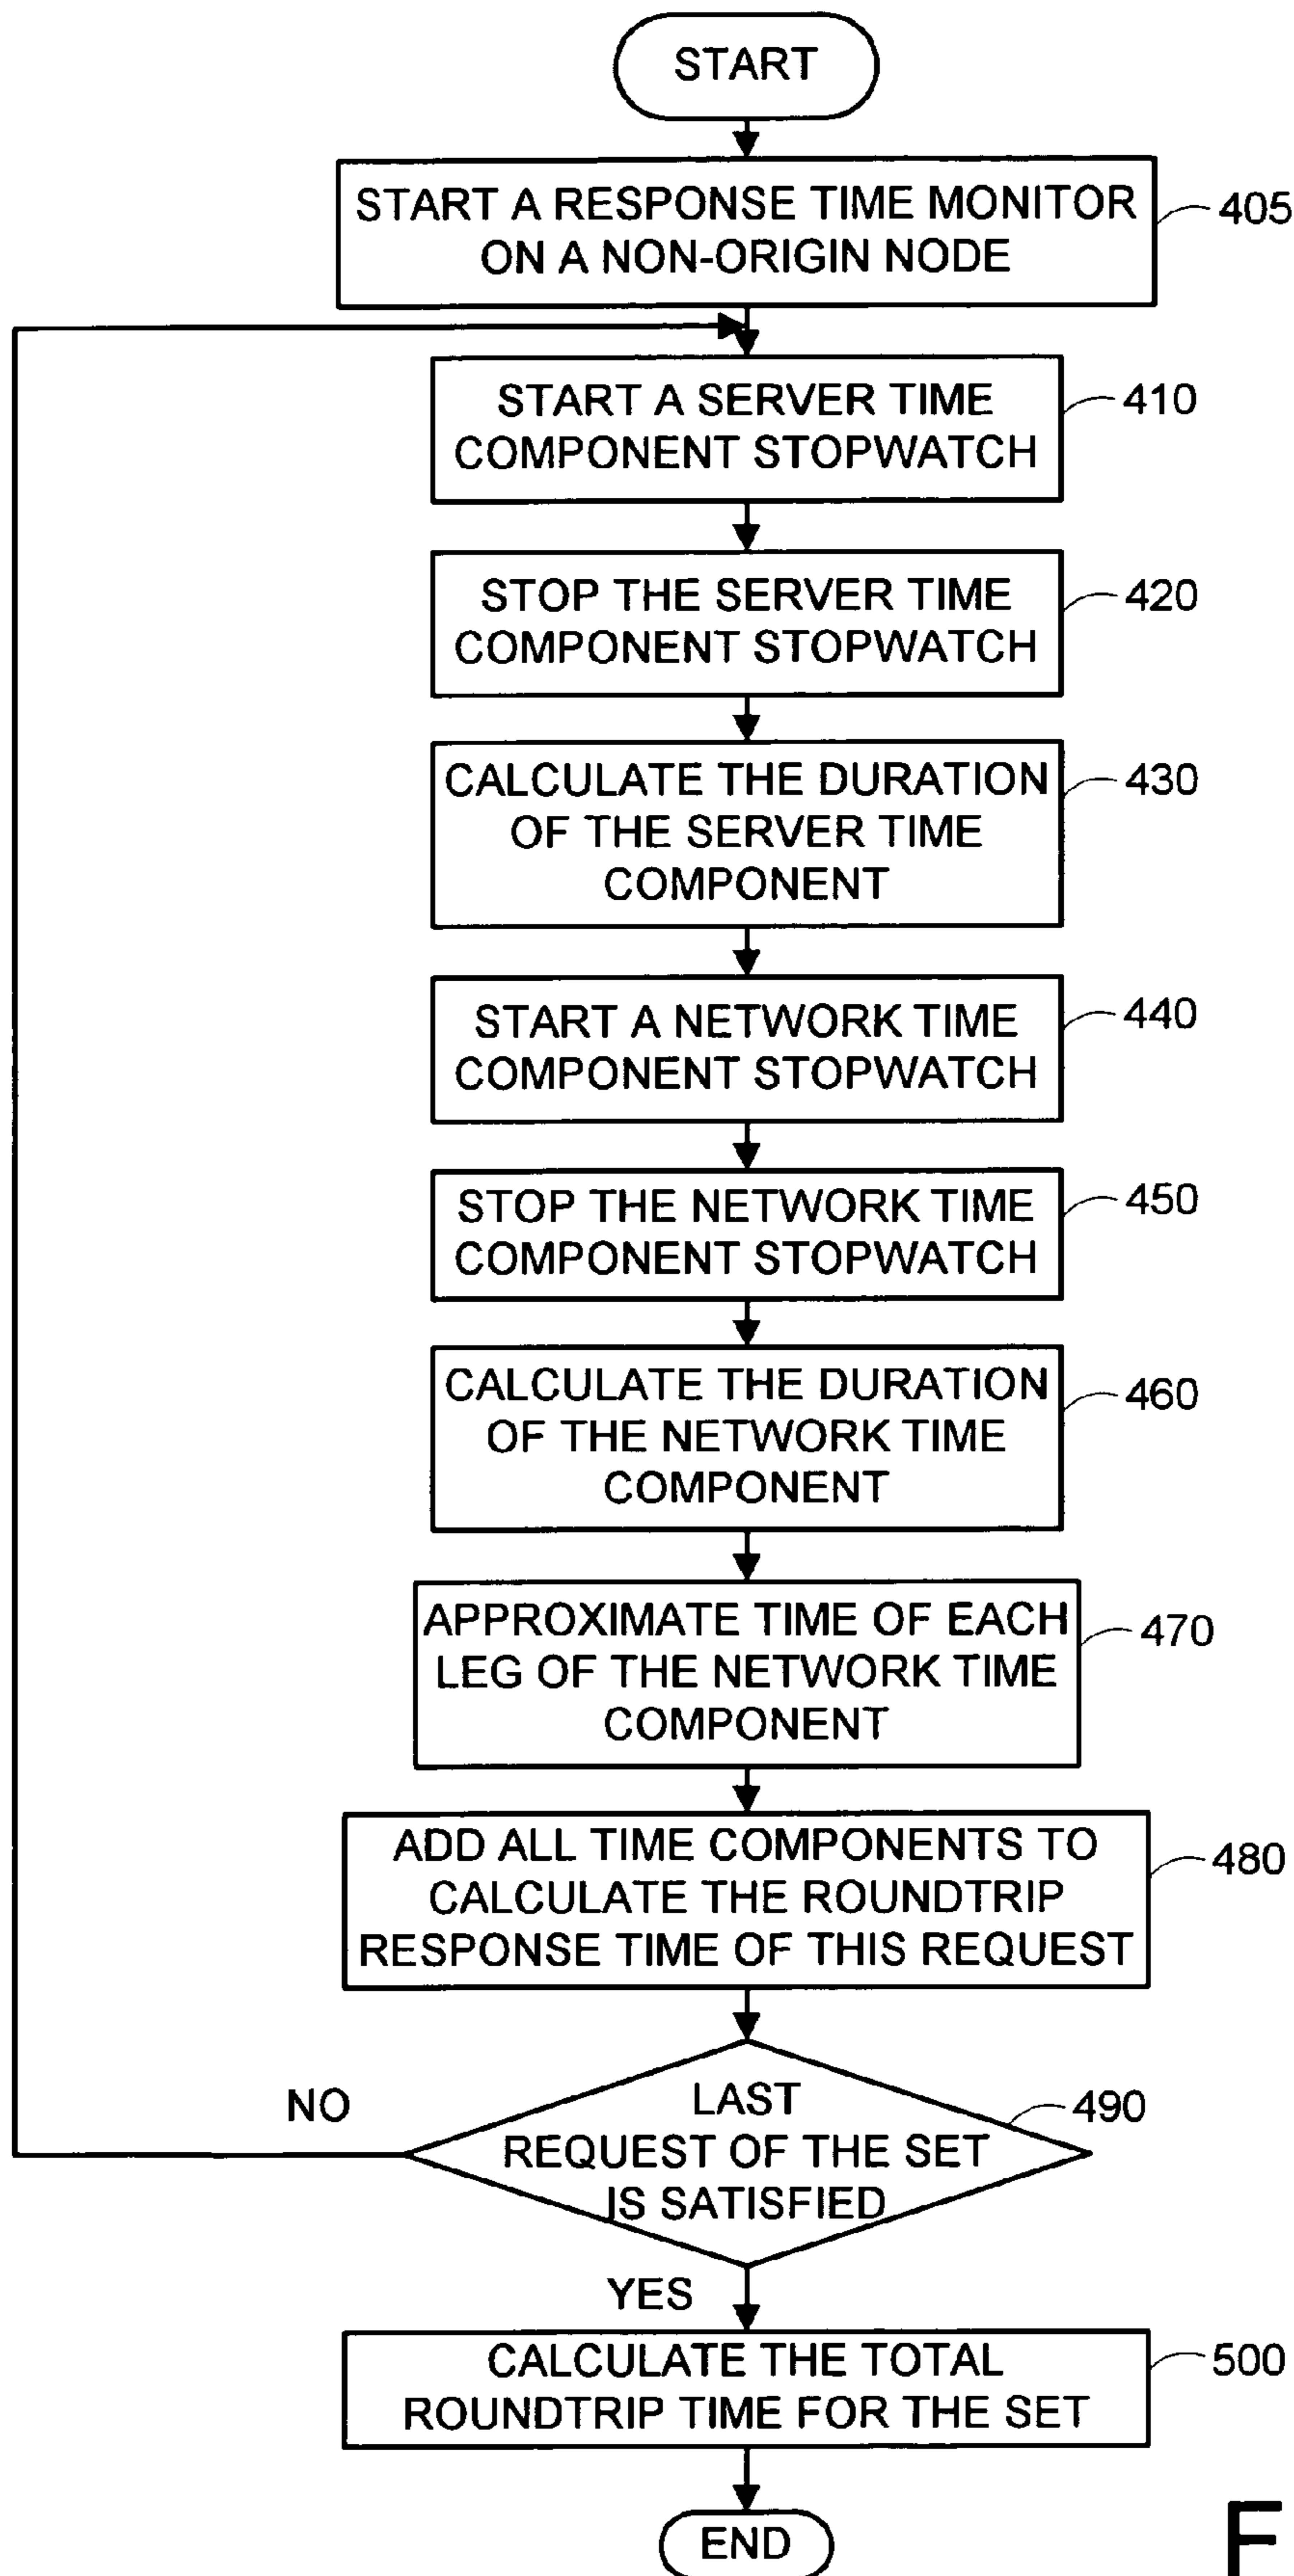 START
START A RESPONSE TIME MONITOR
ON A NON-ORIGIN NODE
405
START A SERVER TIME
COMPONENT STOPWATCH
410
STOP THE SERVER TIME
COMPONENT STOPWATCH
420
CALCULATE THE DURATION
OF THE SERVER TIME
COMPONENT
430
START A NETWORK TIME
COMPONENT STOPWATCH
440
STOP THE NETWORK TIME
COMPONENT STOPWATCH
450
CALCULATE THE DURATION
OF THE NETWORK TIME
COMPONENT
460
APPROXIMATE TIME OF EACH
LEG OF THE NETWORK TIME
COMPONENT
470
ADD ALL TIME COMPONENTS TO
CALCULATE THE ROUNDTRIP
RESPONSE TIME OF THIS REQUEST
480
NO
LAST
REQUEST OF THE SET
IS SATISFIED
490
YES
CALCULATE THE TOTAL
ROUNDTRIP TIME FOR THE SET
500
END
F